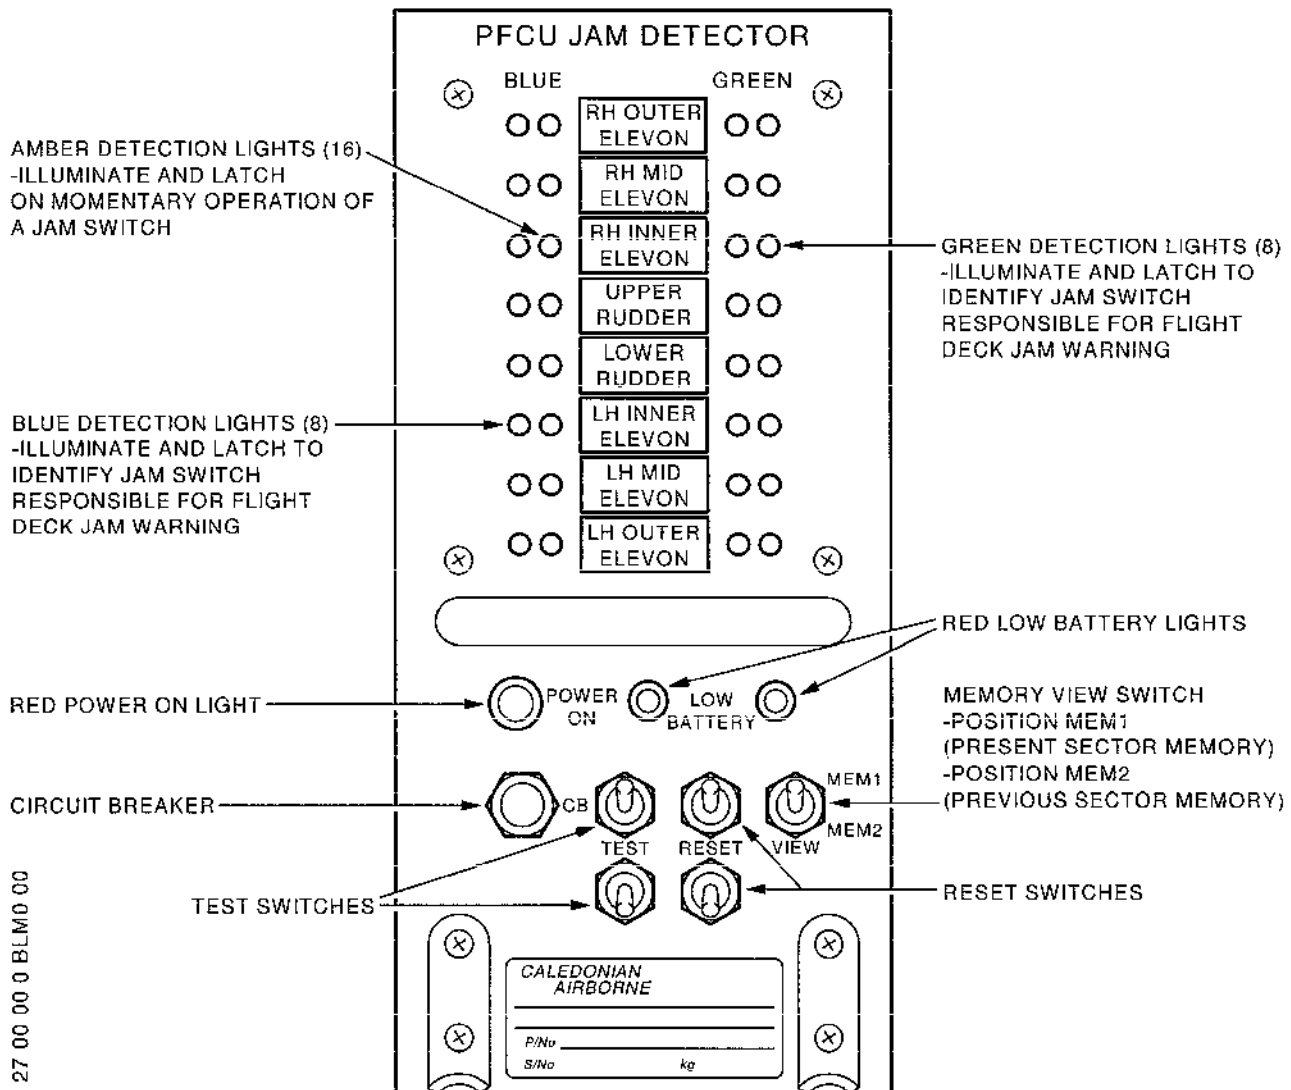 PFCU JAM DETECTOR
BLUE
GREEN
RH OUTER
ELEVON
RH MID
ELEVON
RH INNER
ELEVON
UPPER
RUDDER
LOWER
RUDDER
LH INNER
ELEVON
LH MID
ELEVON
LH OUTER
ELEVON
AMBER DETECTION LIGHTS (16)
-ILLUMINATE AND LATCH
ON MOMENTARY OPERATION OF
A JAM SWITCH
GREEN DETECTION LIGHTS (8)
-ILLUMINATE AND LATCH TO
IDENTIFY JAM SWITCH
RESPONSIBLE FOR FLIGHT
DECK JAM WARNING
BLUE DETECTION LIGHTS (8)
-ILLUMINATE AND LATCH TO
IDENTIFY JAM SWITCH
RESPONSIBLE FOR FLIGHT
DECK JAM WARNING
RED LOW BATTERY LIGHTS
RED POWER ON LIGHT
POWER
ON
LOW
BATTERY
MEMORY VIEW SWITCH
-POSITION MEM1
(PRESENT SECTOR MEMORY)
-POSITION MEM2
(PREVIOUS SECTOR MEMORY)
CIRCUIT BREAKER
CB
MEM1
MEM2
TEST
RESET
VIEW
TEST SWITCHES
RESET SWITCHES
CALEDONIAN
AIRBORNE
P/No
S/No
kg
27 00 00 0 BLM0 00